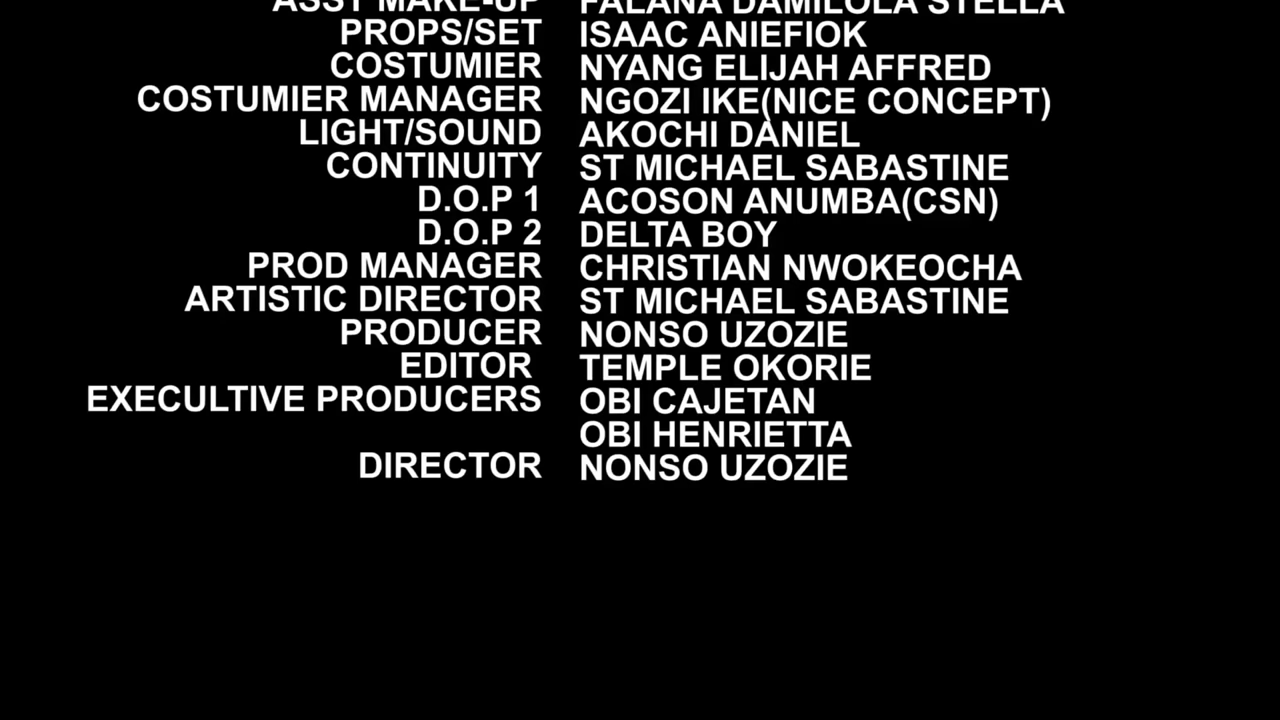 ASST MAKE-UP FALANA DAMILOLA STELLA
PROPS/SET ISAAC ANIEFIOK
COSTUMIER NYANG ELIJAH AFFRED
COSTUMIER MANAGER NGOZI IKE(NICE CONCEPT)
LIGHT/SOUND AKOCHI DANIEL
CONTINUITY ST MICHAEL SABASTINE
D.O.P 1 ACOSON ANUMBA(CSN)
D.O.P 2 DELTA BOY
PROD MANAGER CHRISTIAN NWOKEOCHA
ARTISTIC DIRECTOR ST MICHAEL SABASTINE
PRODUCER NONSO UZOZIE
EDITOR TEMPLE OKORIE
EXECULTIVE PRODUCERS OBI CAJETAN
OBI HENRIETTA
DIRECTOR NONSO UZOZIE